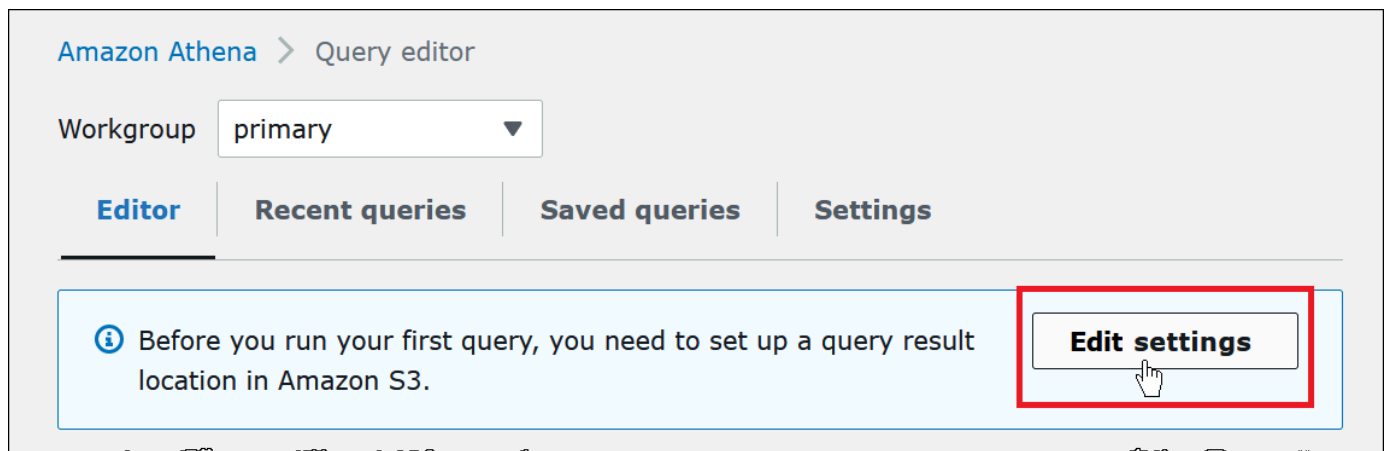 Amazon Athena > Query editor
Workgroup primary
Editor Recent queries Saved queries Settings
Before you run your first query, you need to set up a query result
location in Amazon S3.
Edit settings